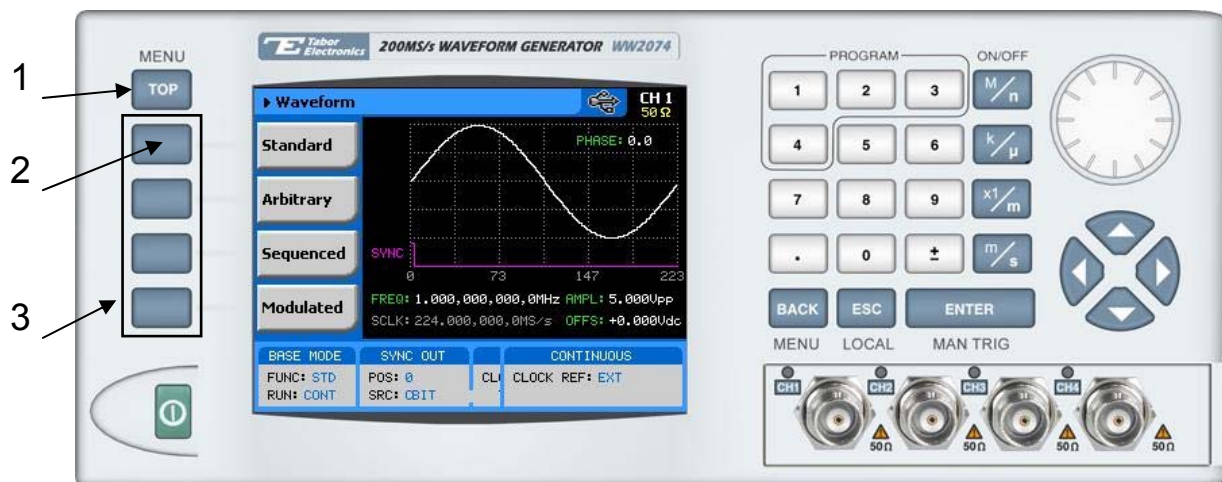 1
2
3
MENU
TOP
Tabor Electronics
200MS/s WAVEFORM GENERATOR WW2074
Waveform
CH 1
50 Ω
Standard
Arbitrary
Sequenced
Modulated
PHASE: 0.0
SYNC
0 73 147 223
FREQ: 1.000,000,000,0MHz AMPL: 5.000Vpp
SCLK: 224.000,000,0MS/s OFFS: +0.000Vdc
BASE MODE SYNC OUT CONTINUOUS
FUNC: STD POS: 0 CL CLOCK REF: EXT
RUN: CONT SRC: CBIT
PROGRAM ON/OFF
1 2 3 M/n
4 5 6 k/µ
7 8 9 x1/m
. 0 ± m/s
BACK ESC ENTER
MENU LOCAL MAN TRIG
CH1 CH2 CH3 CH4
50Ω 50Ω 50Ω 50Ω